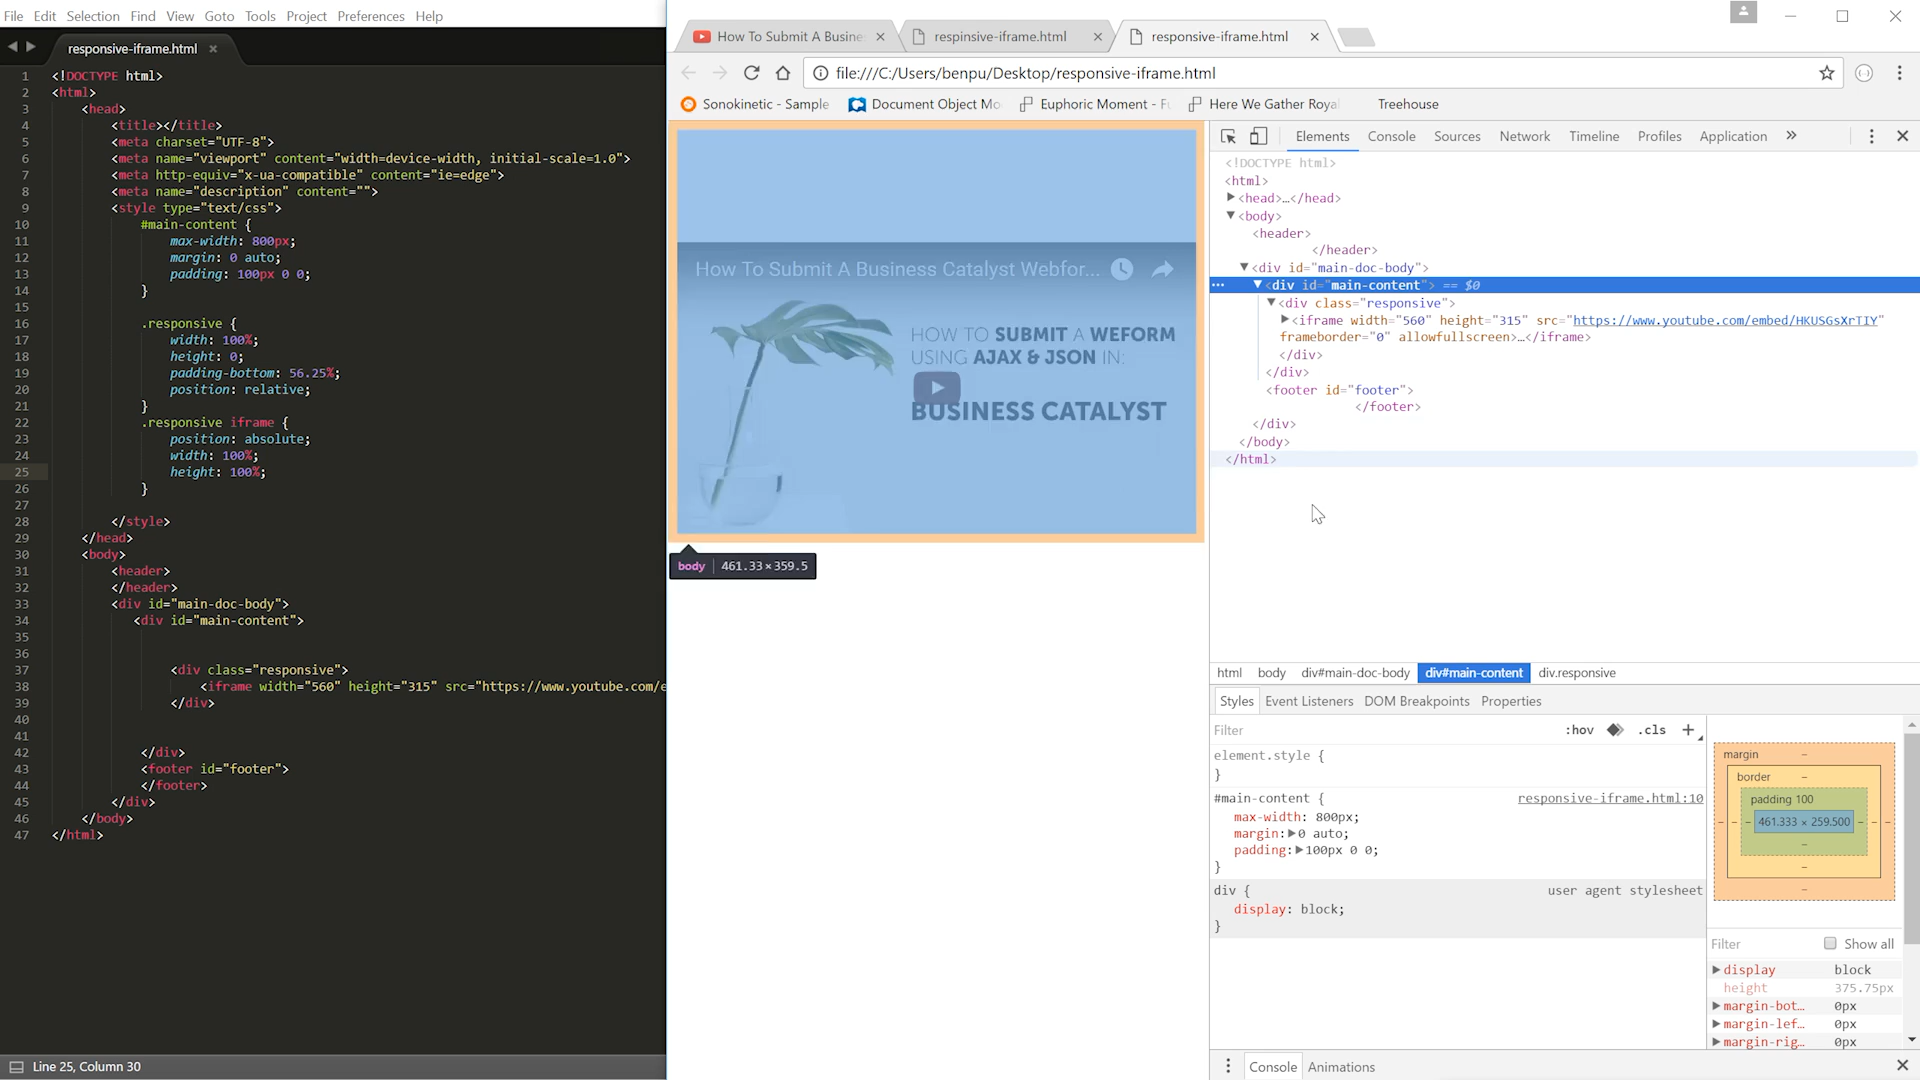 File Edit Selection Find View Goto Tools Project Preferences Help
responsive-iframe.html
1 <!DOCTYPE html>
2 <html>
3 <head>
4 <title></title>
5 <meta charset="UTF-8">
6 <meta name="viewport" content="width=device-width, initial-scale=1.0">
7 <meta http-equiv="x-ua-compatible" content="ie=edge">
8 <meta name="description" content="">
9 <style type="text/css">
10 #main-content {
11 max-width: 800px;
12 margin: 0 auto;
13 padding: 100px 0 0;
14 }
15
16 .responsive {
17 width: 100%;
18 height: 0;
19 padding-bottom: 56.25%;
20 position: relative;
21 }
22 .responsive iframe {
23 position: absolute;
24 width: 100%;
25 height: 100%;
26 }
27
28 </style>
29 </head>
30 <body>
31 <header>
32 </header>
33 <div id="main-doc-body">
34 <div id="main-content">
35
36
37 <div class="responsive">
38 <iframe width="560" height="315" src="https://www.youtube.com/e
39 </div>
40
41
42 </div>
43 <footer id="footer">
44 </footer>
45 </div>
46 </body>
47 </html>
Line 25, Column 30
How To Submit A Busine
respinsive-iframe.html
responsive-iframe.html
file:///C:/Users/benpu/Desktop/responsive-iframe.html
Sonokinetic - Sample Document Object Mo Euphoric Moment - Fu Here We Gather Royal Treehouse
How To Submit A Business Catalyst Webfor...
HOW TO SUBMIT A WEFORM
USING AJAX & JSON IN:
BUSINESS CATALYST
body 461.33×359.5
Elements Console Sources Network Timeline Profiles Application
<!DOCTYPE html>
<html>
<head>…</head>
<body>
<header>
</header>
<div id="main-doc-body">
... <div id="main-content"> == $0
<div class="responsive">
<iframe width="560" height="315" src="https://www.youtube.com/embed/HKUSGsXrTIY"
frameborder="0" allowfullscreen>…</iframe>
</div>
</div>
<footer id="footer">
</footer>
</div>
</body>
</html>
html body div#main-doc-body div#main-content div.responsive
Styles Event Listeners DOM Breakpoints Properties
Filter :hov .cls +
element.style {
}
#main-content { responsive-iframe.html:10
max-width: 800px;
margin: 0 auto;
padding: 100px 0 0;
}
div { user agent stylesheet
display: block;
}
margin –
border –
padding 100
461.333 × 259.500
Filter Show all
display block
height 375.75px
margin-bot… 0px
margin-lef… 0px
margin-rig… 0px
Console Animations